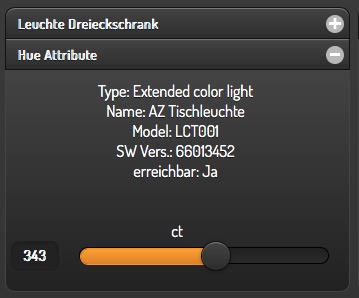 Leuchte Dreieckschrank
Hue Attribute
Type: Extended color light
Name: AZ Tischleuchte
Model: LCT001
SW Vers.: 66013452
erreichbar: Ja
ct
343